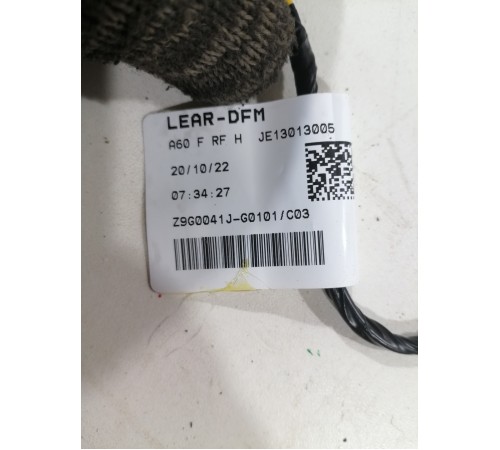 LEAR-DFM
A60 F RF H JE13013005
20/10/22
07:34:27
Z9G0041J-G0101/C03